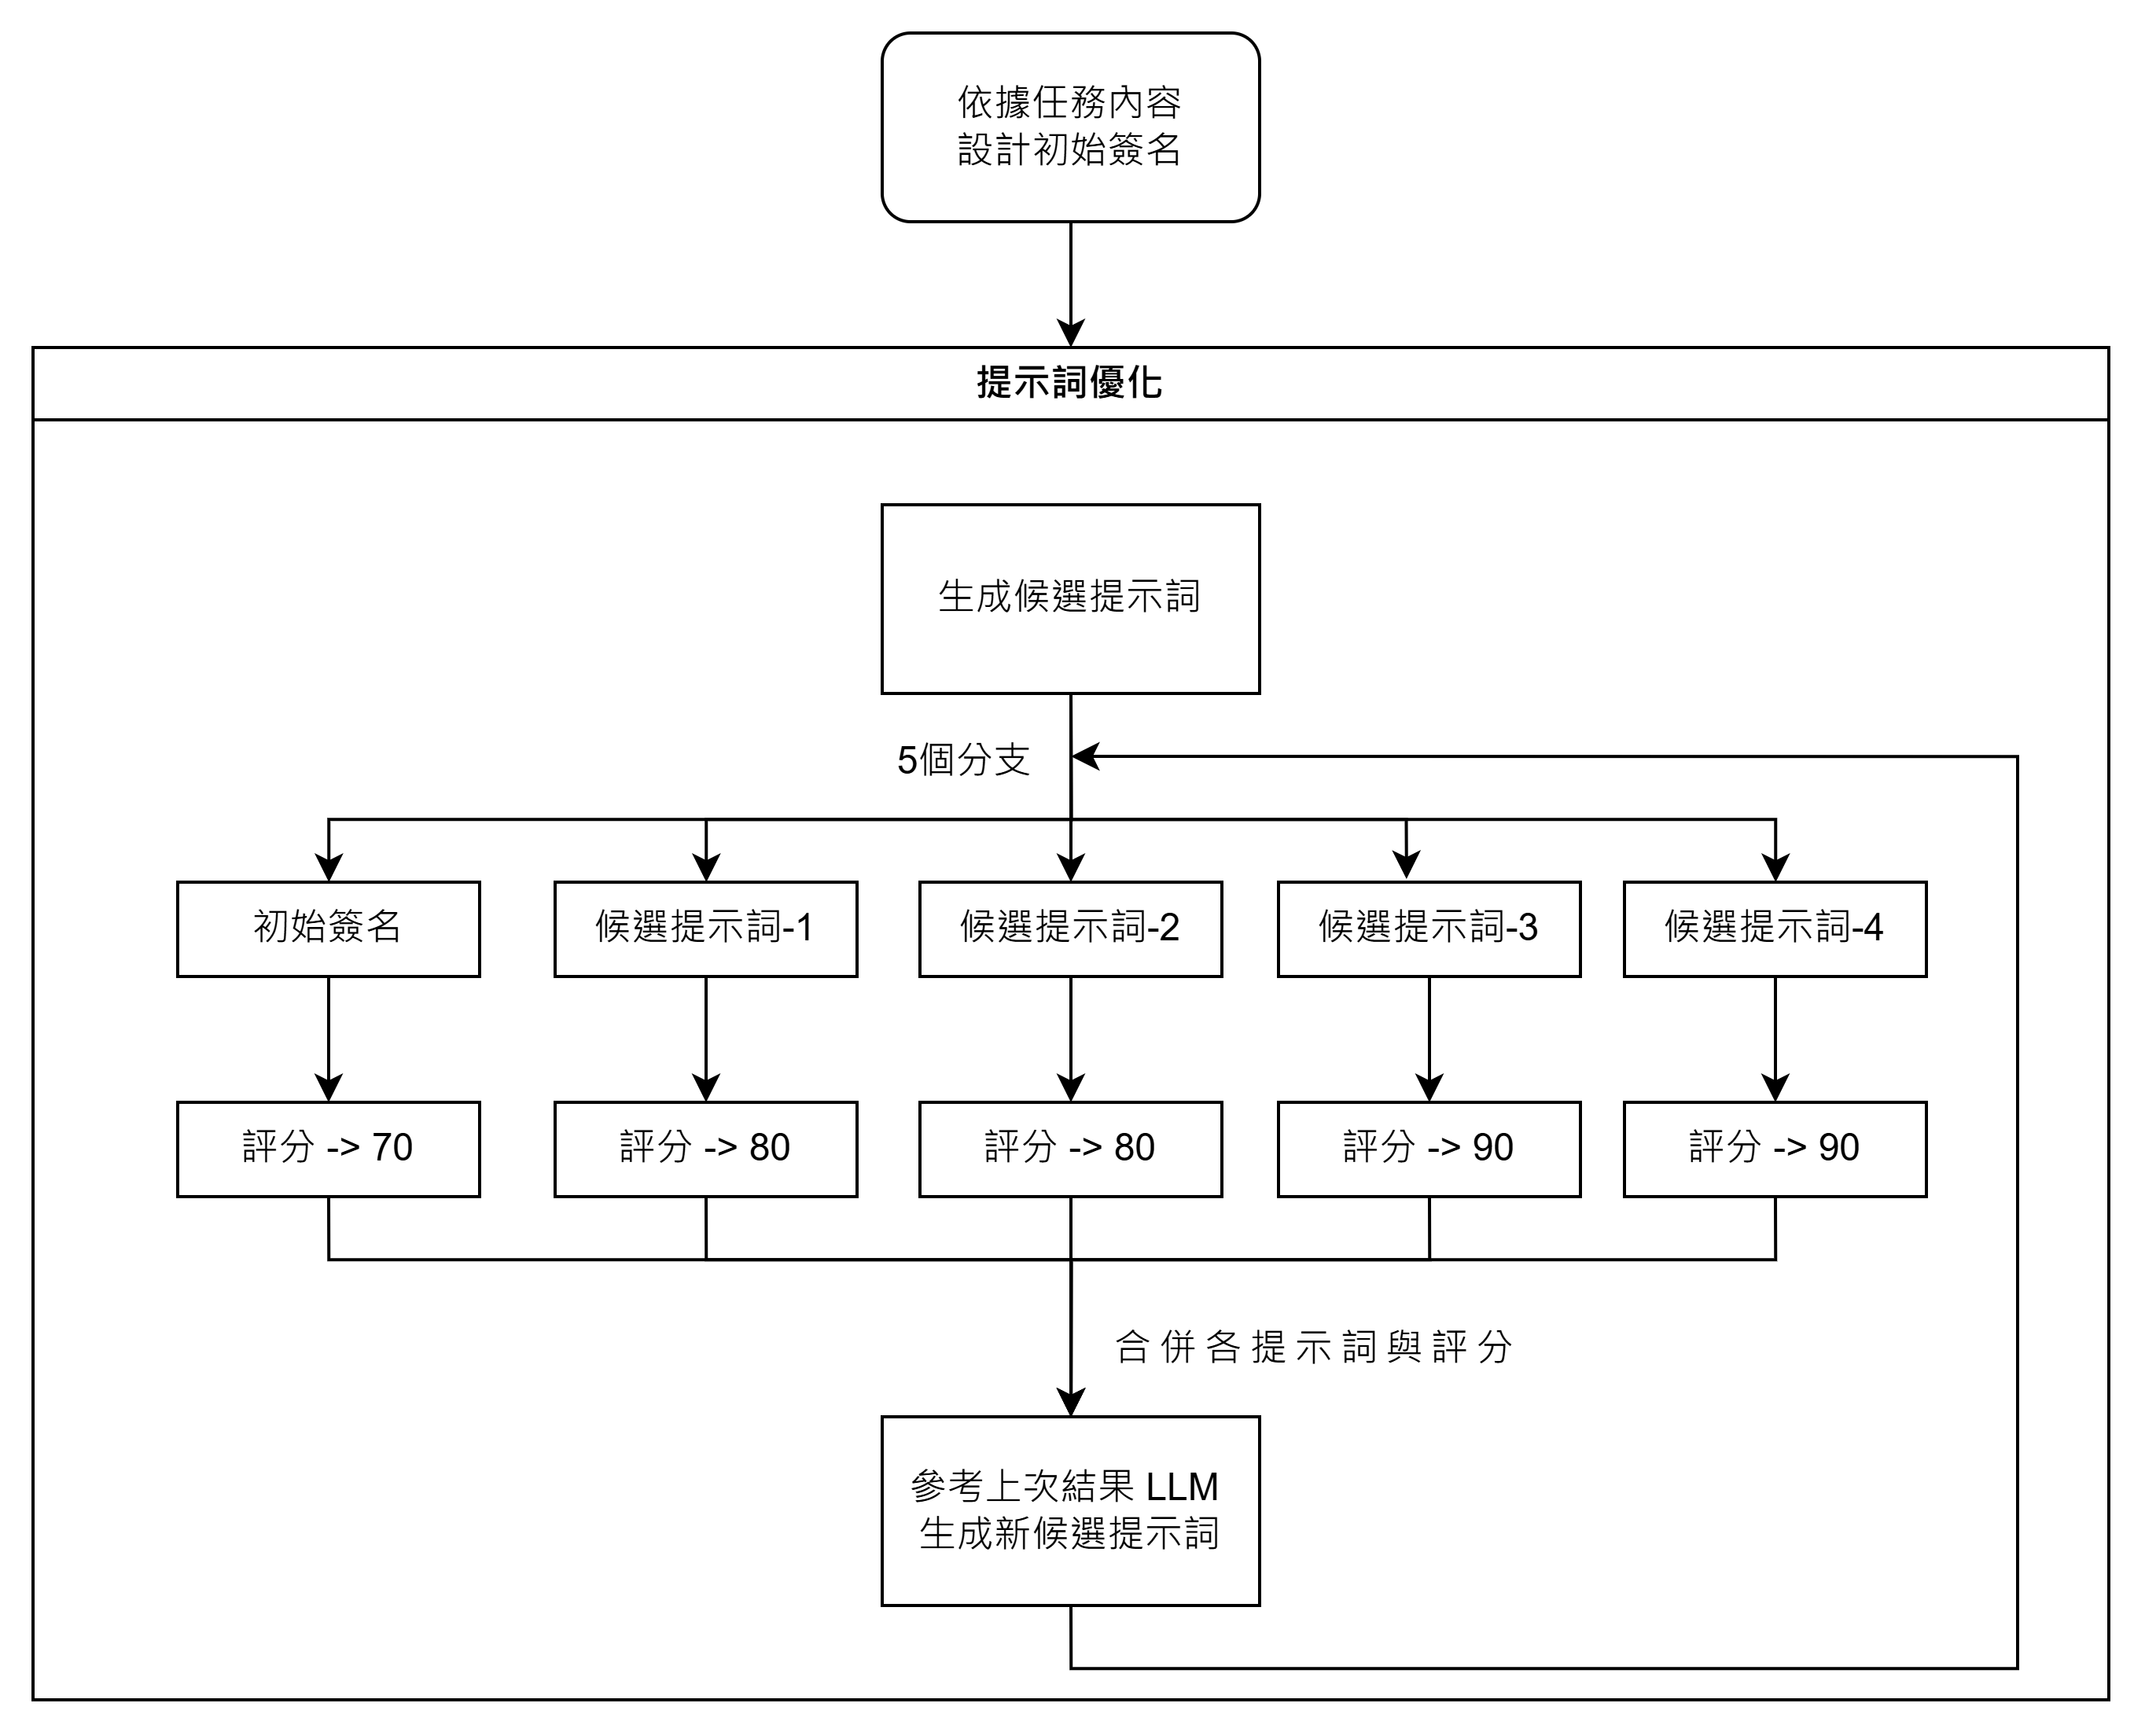 依據任務內容
設計初始簽名
提示詞優化
生成候選提示詞
5個分支
初始簽名
候選提示詞-1
候選提示詞-2
候選提示詞-3
候選提示詞-4
評分 -> 70
評分 -> 80
評分 -> 80
評分 -> 90
評分 -> 90
合併各提示詞與評分
參考上次結果 LLM
生成新候選提示詞